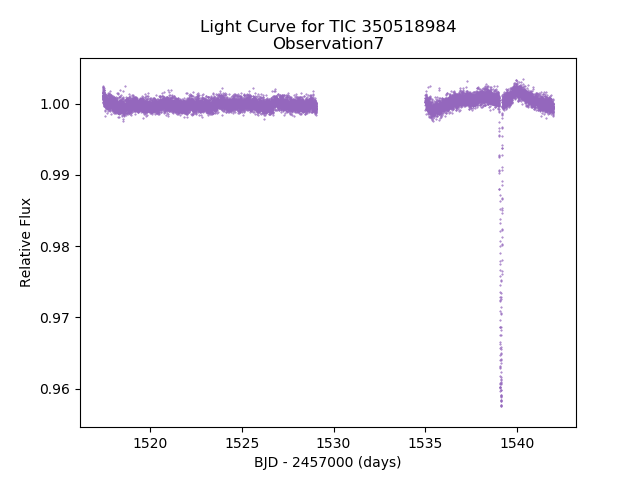 Light Curve for TIC 350518984
Observation7
1.00
0.99
0.98
0.97
0.96
Relative Flux
1520
1525
1530
1535
1540
BJD - 2457000 (days)